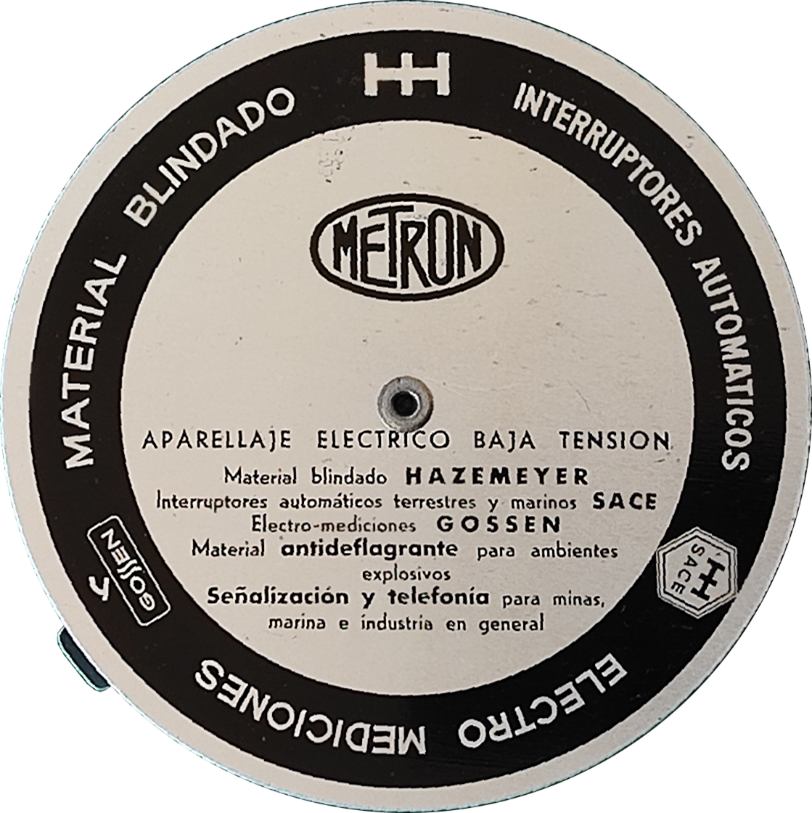 MATERIAL BLINDADO
INTERRUPTORES AUTOMATICOS
METRON
APARELLAJE ELECTRICO BAJA TENSION
Material blindado HAZEMEYER
Interruptores automáticos terrestres y marinos SACE
Electro-mediciones GOSSEN
Material antideflagrante para ambientes
explosivos
Señalización y telefonía para minas,
marina e industria en general
SACE
ELECTRO MEDICIONES
y
GOSSEN